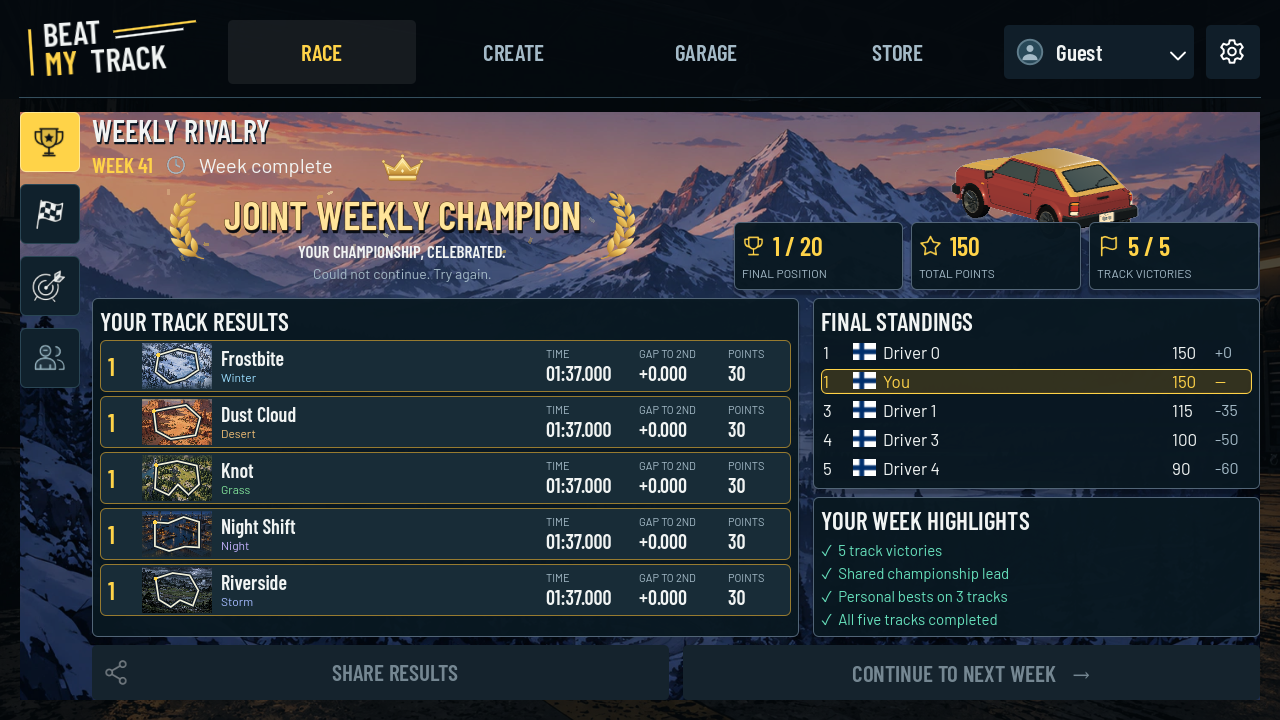 BEAT
MY TRACK
RACE
CREATE
GARAGE
STORE
Guest
WEEKLY RIVALRY
WEEK 41
Week complete
JOINT WEEKLY CHAMPION
YOUR CHAMPIONSHIP, CELEBRATED.
Could not continue. Try again.
1 / 20
FINAL POSITION
150
TOTAL POINTS
5 / 5
TRACK VICTORIES
YOUR TRACK RESULTS
1 Frostbite TIME GAP TO 2ND POINTS
Winter 01:37.000 +0.000 30
1 Dust Cloud TIME GAP TO 2ND POINTS
Desert 01:37.000 +0.000 30
1 Knot TIME GAP TO 2ND POINTS
Grass 01:37.000 +0.000 30
1 Night Shift TIME GAP TO 2ND POINTS
Night 01:37.000 +0.000 30
1 Riverside TIME GAP TO 2ND POINTS
Storm 01:37.000 +0.000 30
FINAL STANDINGS
1 Driver 0 150 +0
1 You 150 –
3 Driver 1 115 -35
4 Driver 3 100 -50
5 Driver 4 90 -60
YOUR WEEK HIGHLIGHTS
✓ 5 track victories
✓ Shared championship lead
✓ Personal bests on 3 tracks
✓ All five tracks completed
SHARE RESULTS
CONTINUE TO NEXT WEEK →